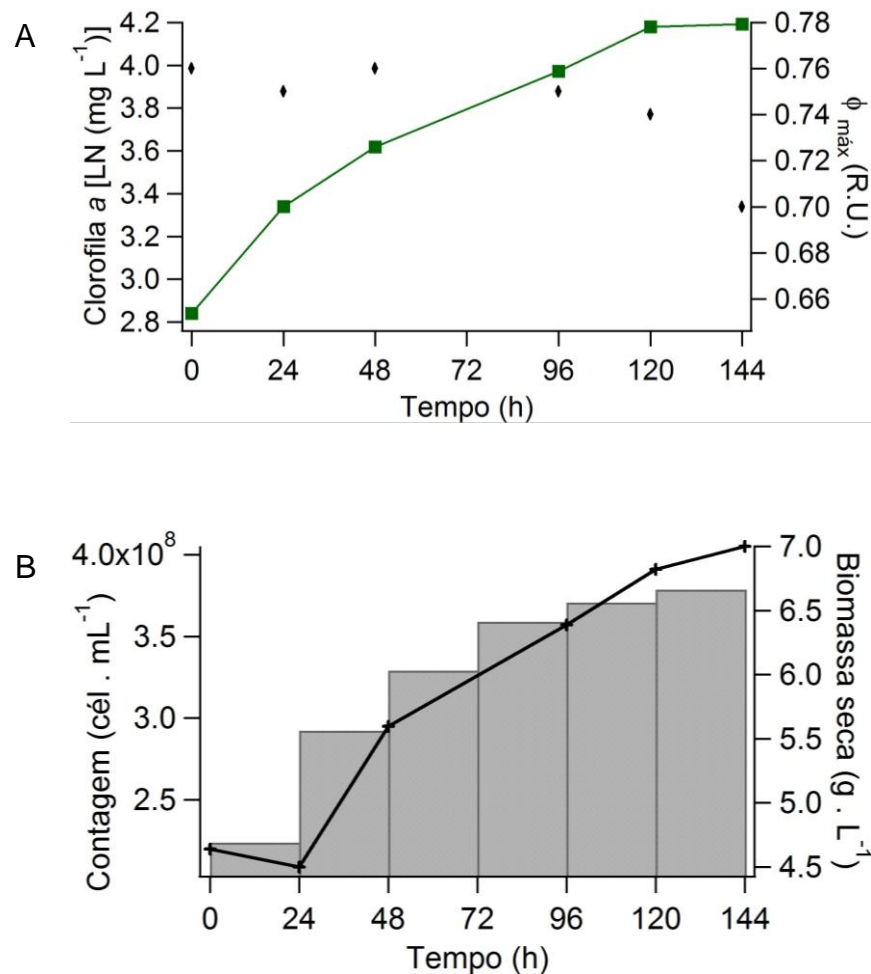 A
Clorofila a [LN (mg L-1)]
4.2
4.0
3.8
3.6
3.4
3.2
3.0
2.8
0.78
0.76
0.74
0.72
0.70
0.68
0.66
ϕ máx (R.U.)
0 24 48 72 96 120 144
Tempo (h)
B
Contagem (cél . mL-1)
4.0x10^8
3.5
3.0
2.5
7.0
6.5
6.0
5.5
5.0
4.5
Biomassa seca (g . L-1)
0 24 48 72 96 120 144
Tempo (h)